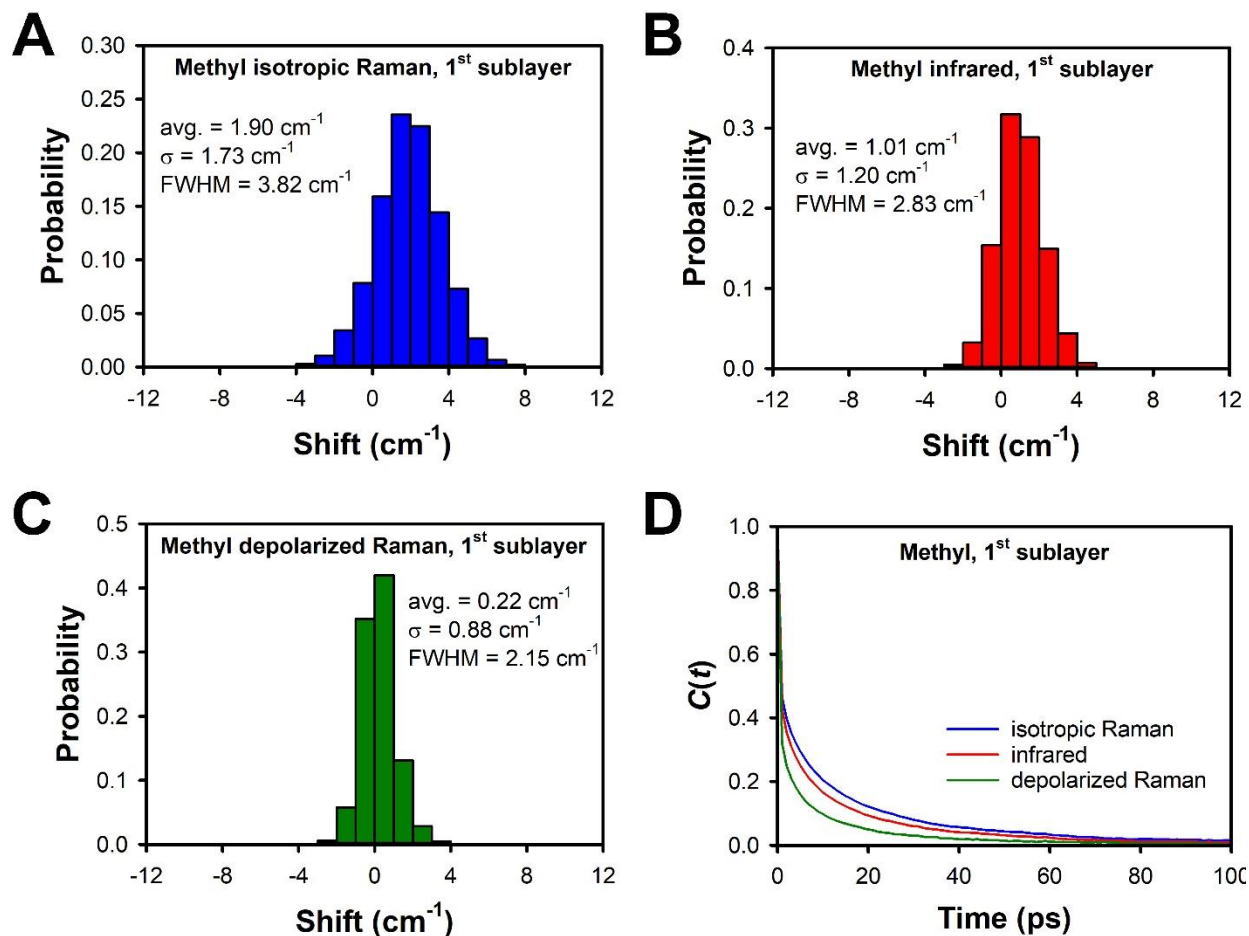 A
Methyl isotropic Raman, 1st sublayer
avg. = 1.90 cm-1
σ = 1.73 cm-1
FWHM = 3.82 cm-1
Probability
0.30
0.25
0.20
0.15
0.10
0.05
0.00
-12
-8
-4
0
4
8
12
Shift (cm-1)
B
Methyl infrared, 1st sublayer
avg. = 1.01 cm-1
σ = 1.20 cm-1
FWHM = 2.83 cm-1
Probability
0.4
0.3
0.2
0.1
0.0
-12
-8
-4
0
4
8
12
Shift (cm-1)
C
Methyl depolarized Raman, 1st sublayer
avg. = 0.22 cm-1
σ = 0.88 cm-1
FWHM = 2.15 cm-1
Probability
0.5
0.4
0.3
0.2
0.1
0.0
-12
-8
-4
0
4
8
12
Shift (cm-1)
D
Methyl, 1st sublayer
isotropic Raman
infrared
depolarized Raman
C(t)
1.0
0.8
0.6
0.4
0.2
0.0
0
20
40
60
80
100
Time (ps)